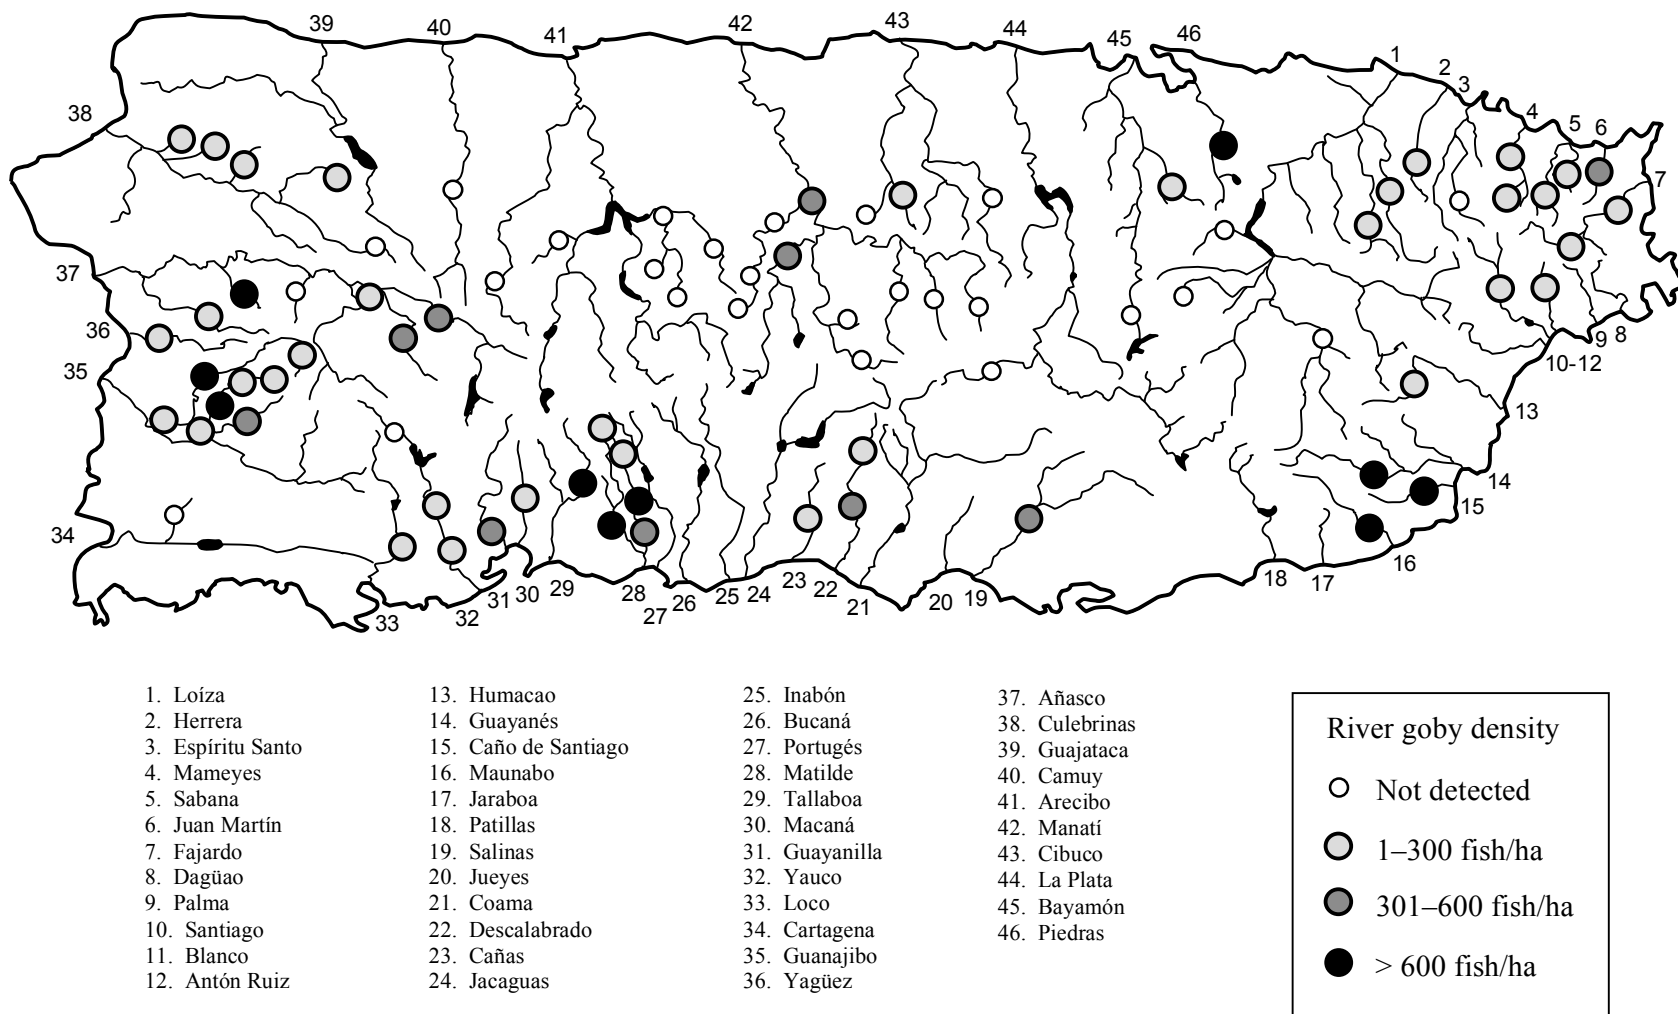 39
40
41
42
43
44
45
46
1
2
3
4
5
6
7
38
37
36
35
34
33
32
31
30
29
28
27
26
25
24
23
22
21
20
19
18
17
16
15
14
13
10-12
9
8
1. Loíza
2. Herrera
3. Espíritu Santo
4. Mameyes
5. Sabana
6. Juan Martín
7. Fajardo
8. Dagüao
9. Palma
10. Santiago
11. Blanco
12. Antón Ruiz
13. Humacao
14. Guayanés
15. Caño de Santiago
16. Maunabo
17. Jaraboa
18. Patillas
19. Salinas
20. Jueyes
21. Coama
22. Descalabrado
23. Cañas
24. Jacaguas
25. Inabón
26. Bucaná
27. Portugés
28. Matilde
29. Tallaboa
30. Macaná
31. Guayanilla
32. Yauco
33. Loco
34. Cartagena
35. Guanajibo
36. Yagüez
37. Añasco
38. Culebrinas
39. Guajataca
40. Camuy
41. Arecibo
42. Manatí
43. Cibuco
44. La Plata
45. Bayamón
46. Piedras
River goby density
Not detected
1–300 fish/ha
301–600 fish/ha
> 600 fish/ha